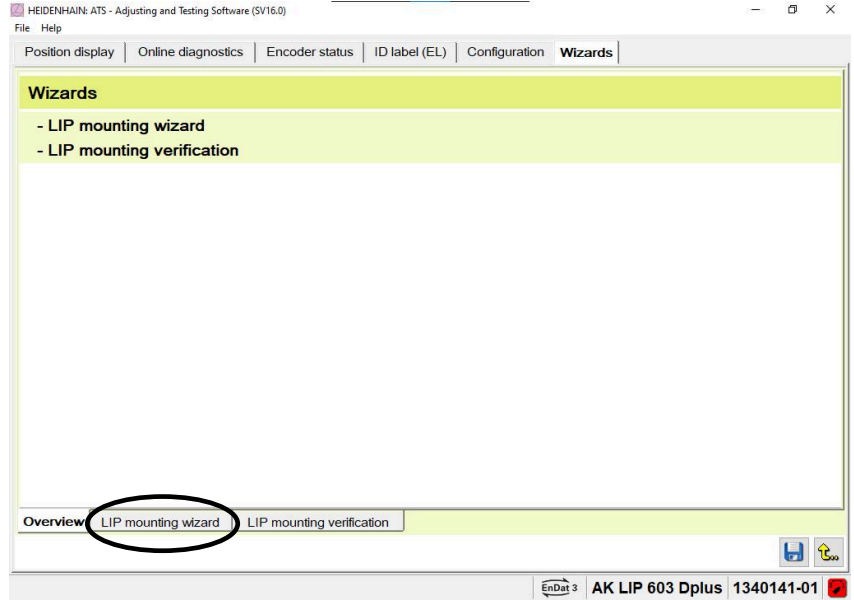 HEIDENHAIN: ATS - Adjusting and Testing Software (SV16.0)
File Help
Position display Online diagnostics Encoder status ID label (EL) Configuration Wizards
Wizards
- LIP mounting wizard
- LIP mounting verification
Overview LIP mounting wizard LIP mounting verification
EnDat 3 AK LIP 603 Dplus 1340141-01